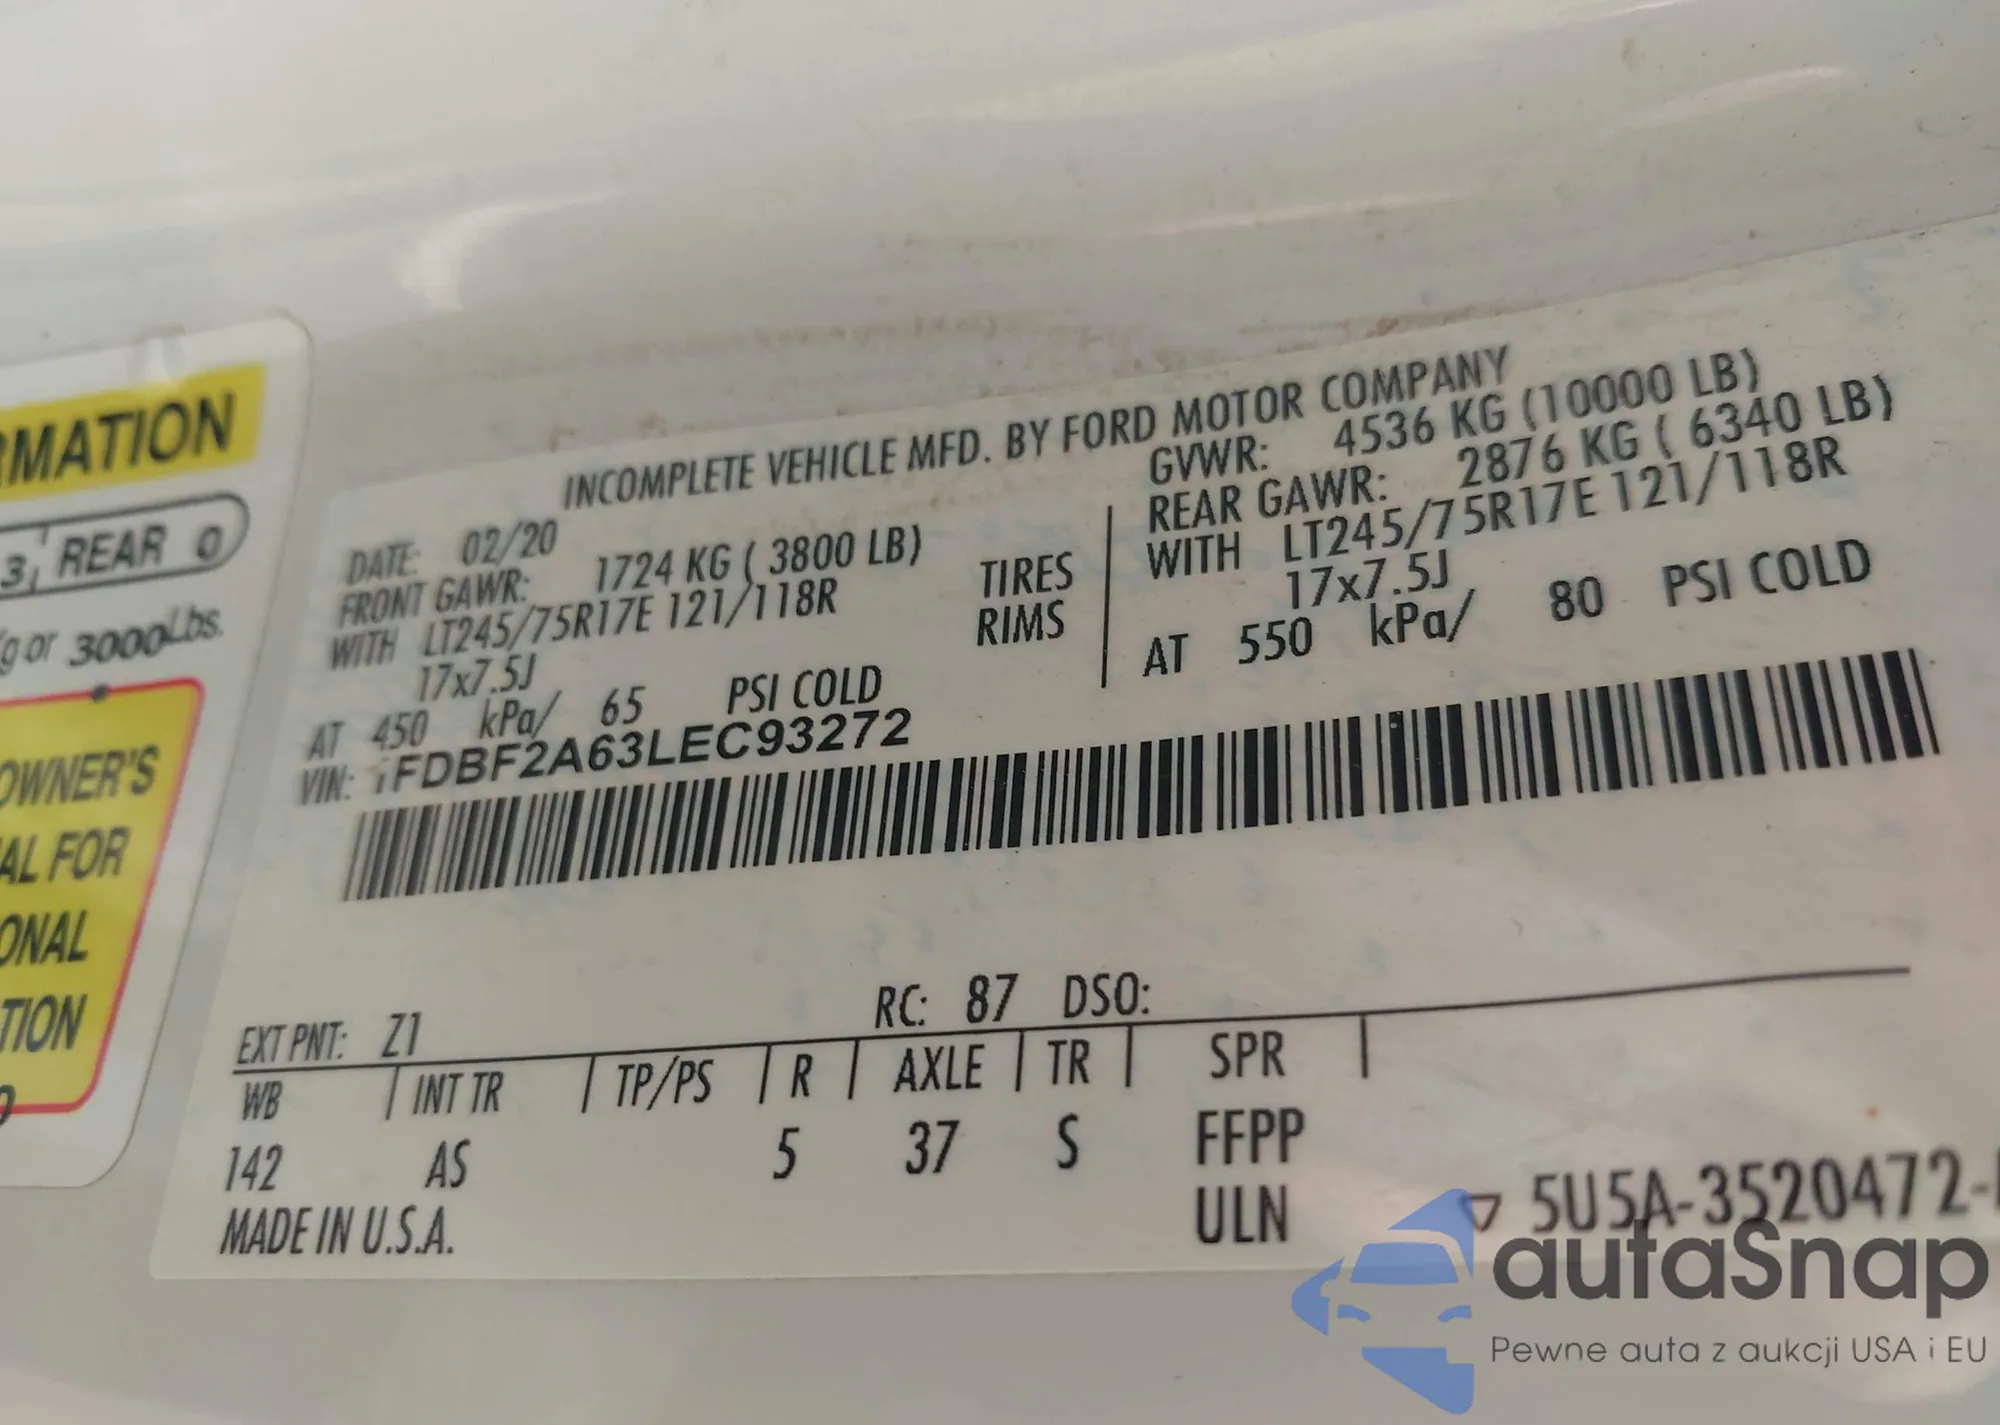 RMATION
3, REAR 0
g or 3000Lbs.
OWNER'S
AL FOR
ONAL
TION
INCOMPLETE VEHICLE MFD. BY FORD MOTOR COMPANY
DATE: 02/20
GVWR: 4536 KG (10000 LB)
FRONT GAWR: 1724 KG ( 3800 LB)
REAR GAWR: 2876 KG ( 6340 LB)
WITH LT245/75R17E 121/118R TIRES
WITH LT245/75R17E 121/118R
17x7.5J RIMS
17x7.5J
AT 450 kPa/ 65 PSI COLD
AT 550 kPa/ 80 PSI COLD
VIN: 1FDBF2A63LEC93272
EXT PNT: Z1 RC: 87 DSO:
WB INT TR TP/PS R AXLE TR SPR
142 AS 5 37 S FFPP
MADE IN U.S.A. ULN
5U5A-3520472-
autaSnap
Pewne auta z aukcji USA i EU